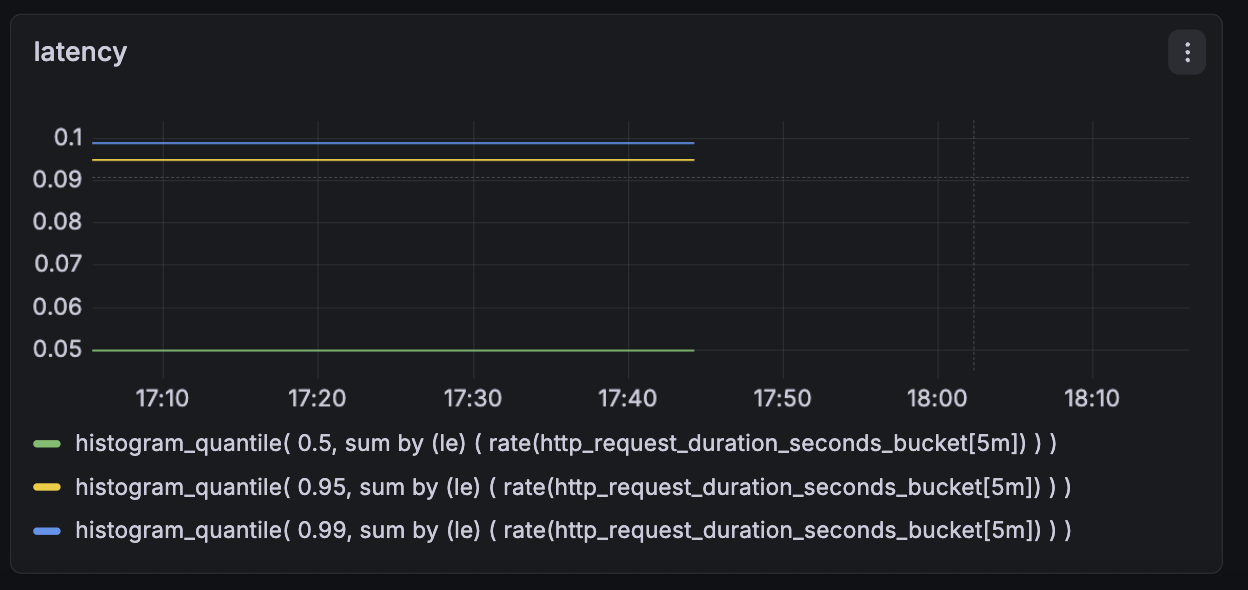 latency
0.1
0.09
0.08
0.07
0.06
0.05
17:10 17:20 17:30 17:40 17:50 18:00 18:10
histogram_quantile( 0.5, sum by (le) ( rate(http_request_duration_seconds_bucket[5m]) ) )
histogram_quantile( 0.95, sum by (le) ( rate(http_request_duration_seconds_bucket[5m]) ) )
histogram_quantile( 0.99, sum by (le) ( rate(http_request_duration_seconds_bucket[5m]) ) )